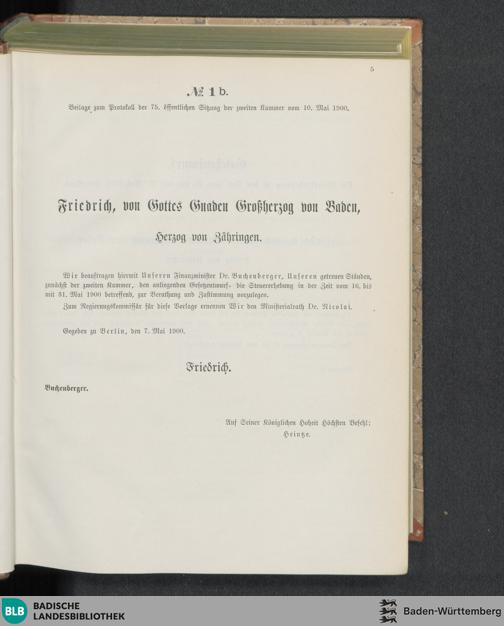 5
№ 1 b.
Beilage zum Protokoll der 75. öffentlichen Sitzung der zweiten Kammer vom 10. Mai 1900.
Friedrich, von Gottes Gnaden Großherzog von Baden,
Herzog von Zähringen.
Wir beauftragen hiermit Unseren Finanzminister Dr. Buchenberger, Unseren getreuen Ständen,
zunächst der zweiten Kammer, den anliegenden Gesetzentwurf, die Steuererhebung in der Zeit vom 16. bis
mit 31. Mai 1900 betreffend, zur Berathung und Zustimmung vorzulegen.
Zum Regierungskommissär für diese Vorlage ernennen Wir den Ministerialrath Dr. Nicolai.
Gegeben zu Berlin, den 7. Mai 1900.
Friedrich.
Buchenberger.
Auf Seiner Königlichen Hoheit Höchsten Befehl:
Heintze.
BLB BADISCHE
LANDESBIBLIOTHEK
Baden-Württemberg